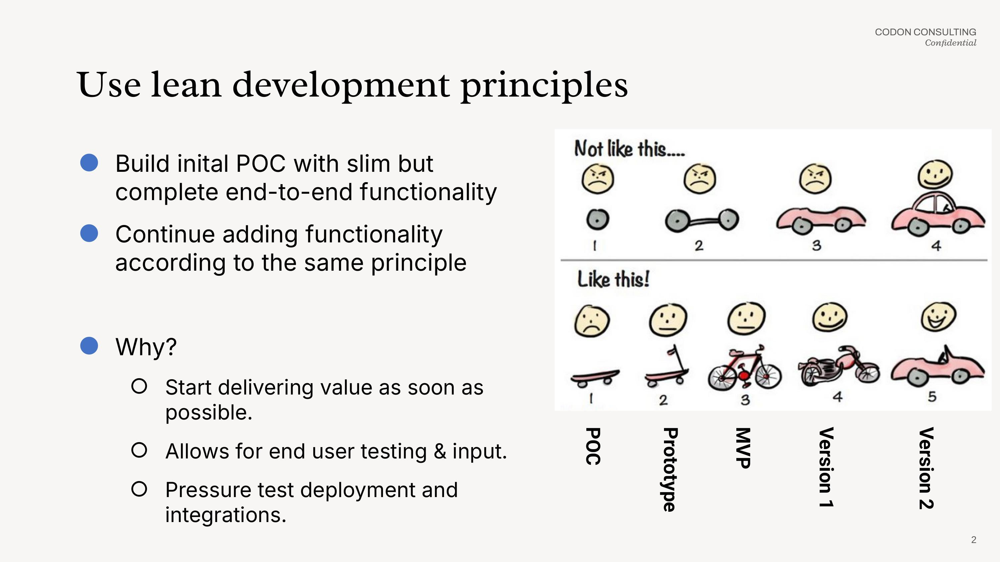 CODON CONSULTING
Confidential
Use lean development principles
Build inital POC with slim but
complete end-to-end functionality
Continue adding functionality
according to the same principle
Why?
Start delivering value as soon as
possible.
Allows for end user testing & input.
Pressure test deployment and
integrations.
Not like this....
1 2 3 4
Like this!
1 2 3 4 5
POC
Prototype
MVP
Version 1
Version 2
2